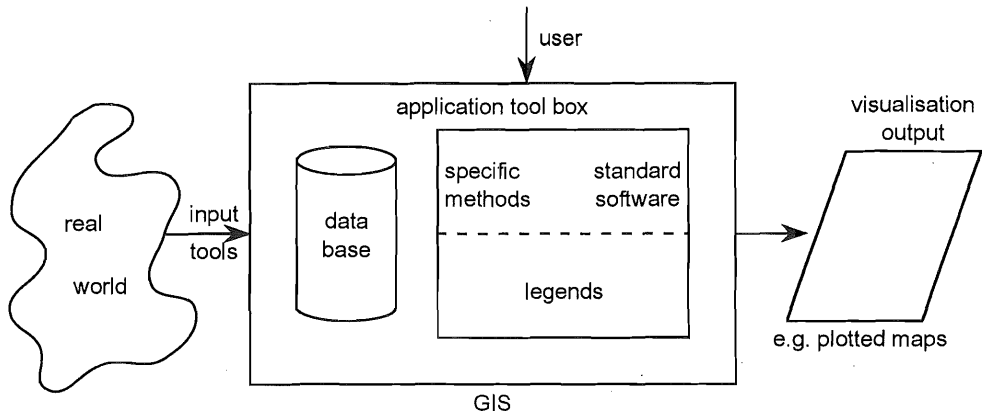 user
application tool box
visualisation
output
real
world
input
tools
data
base
specific
methods
standard
software
legends
e.g. plotted maps
GIS